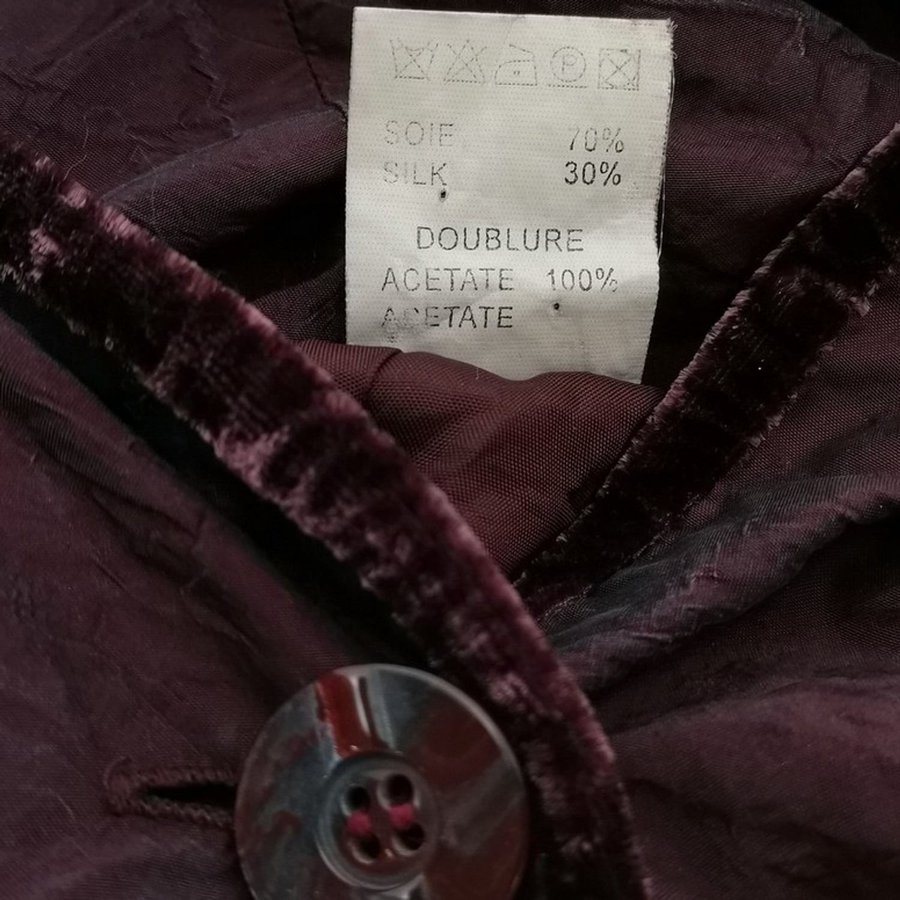 P
SOIE 70%
SILK 30%
DOUBLURE
ACETATE 100%
ACETATE